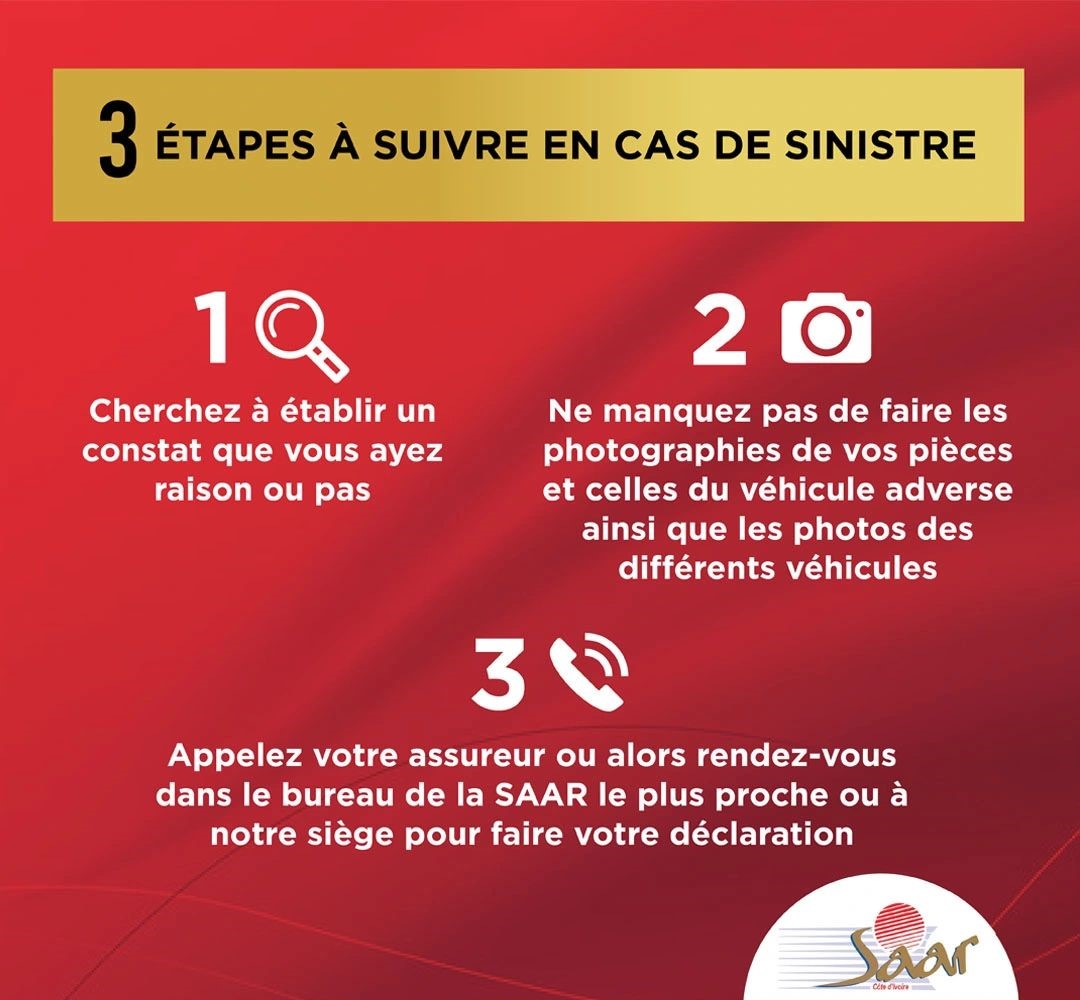 3 ÉTAPES À SUIVRE EN CAS DE SINISTRE
1
Cherchez à établir un
constat que vous ayez
raison ou pas
2
Ne manquez pas de faire les
photographies de vos pièces
et celles du véhicule adverse
ainsi que les photos des
différents véhicules
3
Appelez votre assureur ou alors rendez-vous
dans le bureau de la SAAR le plus proche ou à
notre siège pour faire votre déclaration
Saar
Côte d'Ivoire